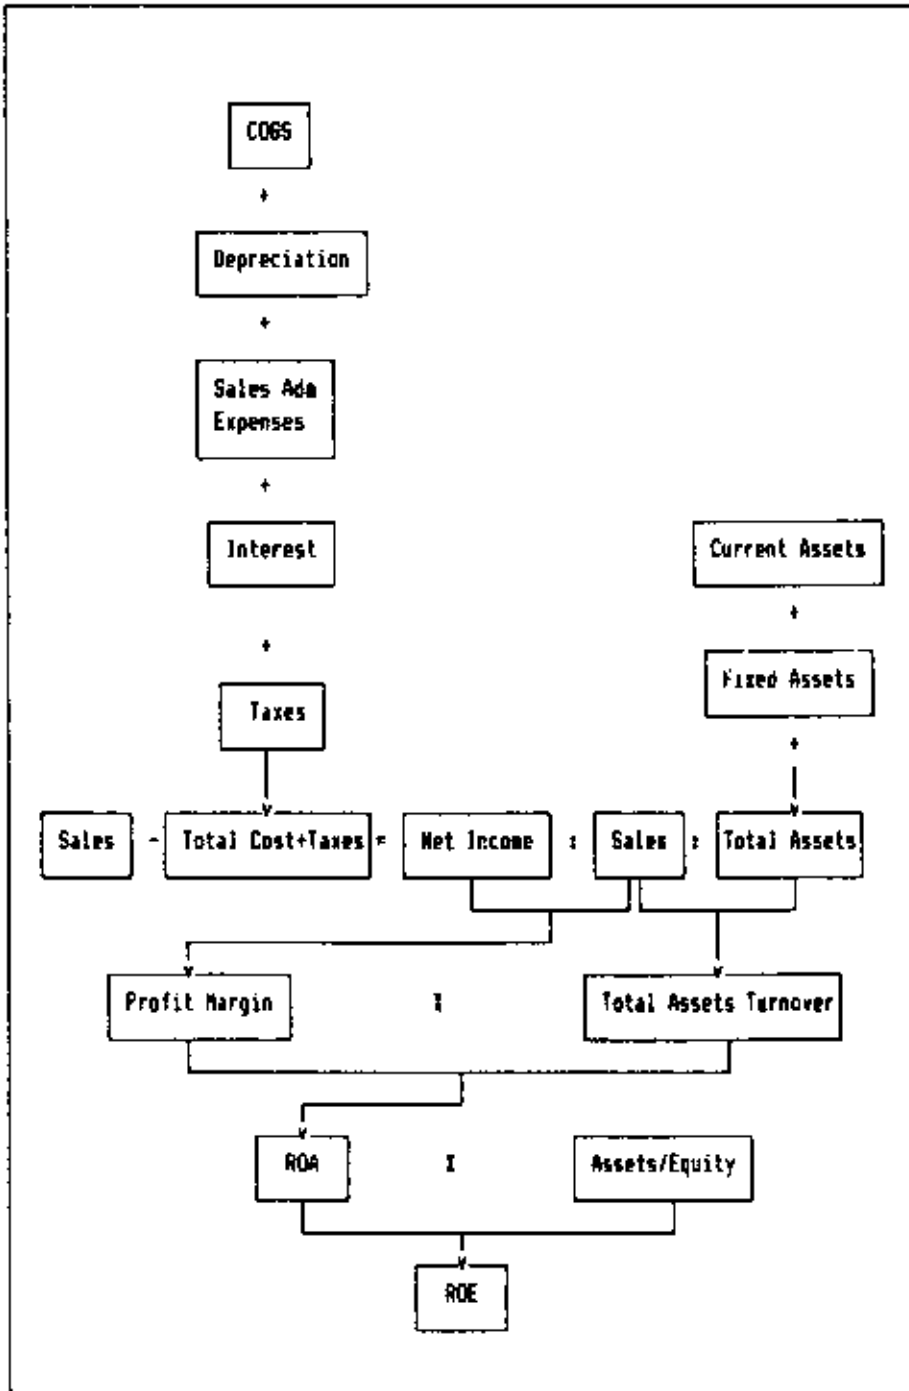 COGS
+
Depreciation
+
Sales Adm
Expenses
+
Interest
Current Assets
+
+
Fixed Assets
Taxes
+
Sales - Total Cost+Taxes = Net Income : Sales : Total Assets
Profit Margin X Total Assets Turnover
ROA X Assets/Equity
ROE